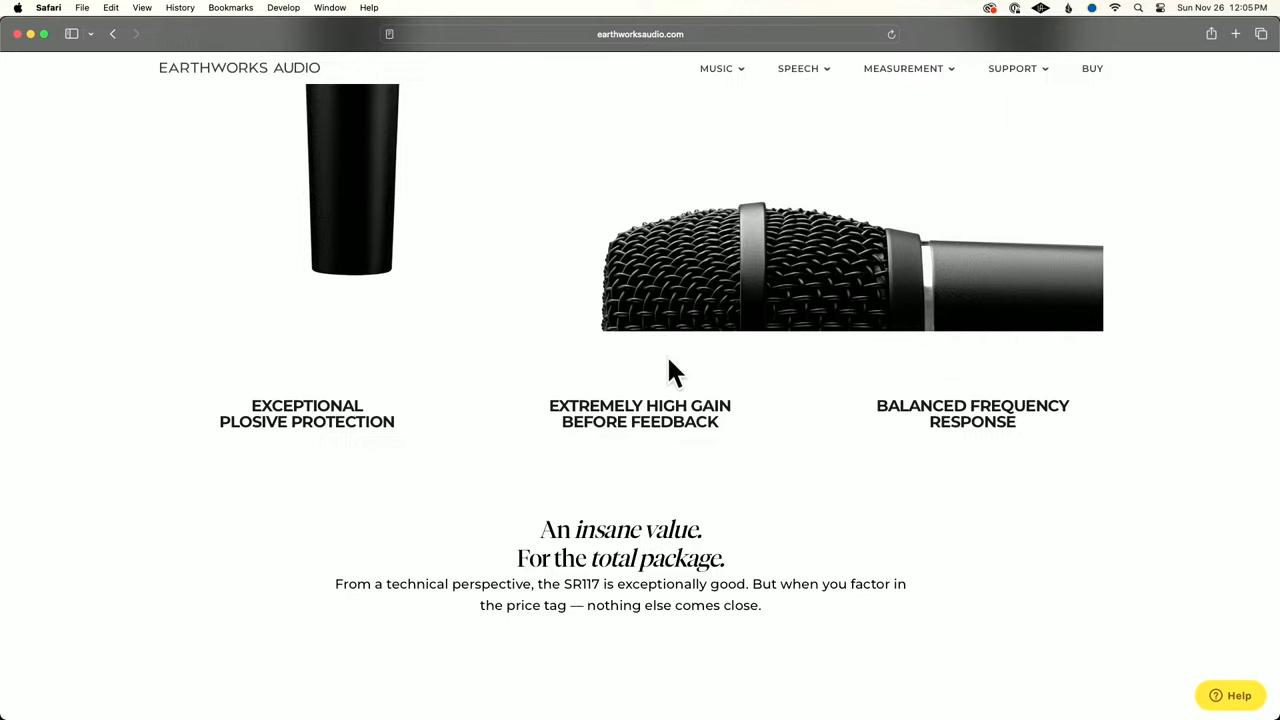 Safari File Edit View History Bookmarks Develop Window Help Sun Nov 26 12:05 PM
earthworksaudio.com
EARTHWORKS AUDIO MUSIC SPEECH MEASUREMENT SUPPORT BUY
EXCEPTIONAL
PLOSIVE PROTECTION
EXTREMELY HIGH GAIN
BEFORE FEEDBACK
BALANCED FREQUENCY
RESPONSE
An insane value.
For the total package.
From a technical perspective, the SR117 is exceptionally good. But when you factor in
the price tag — nothing else comes close.
Help